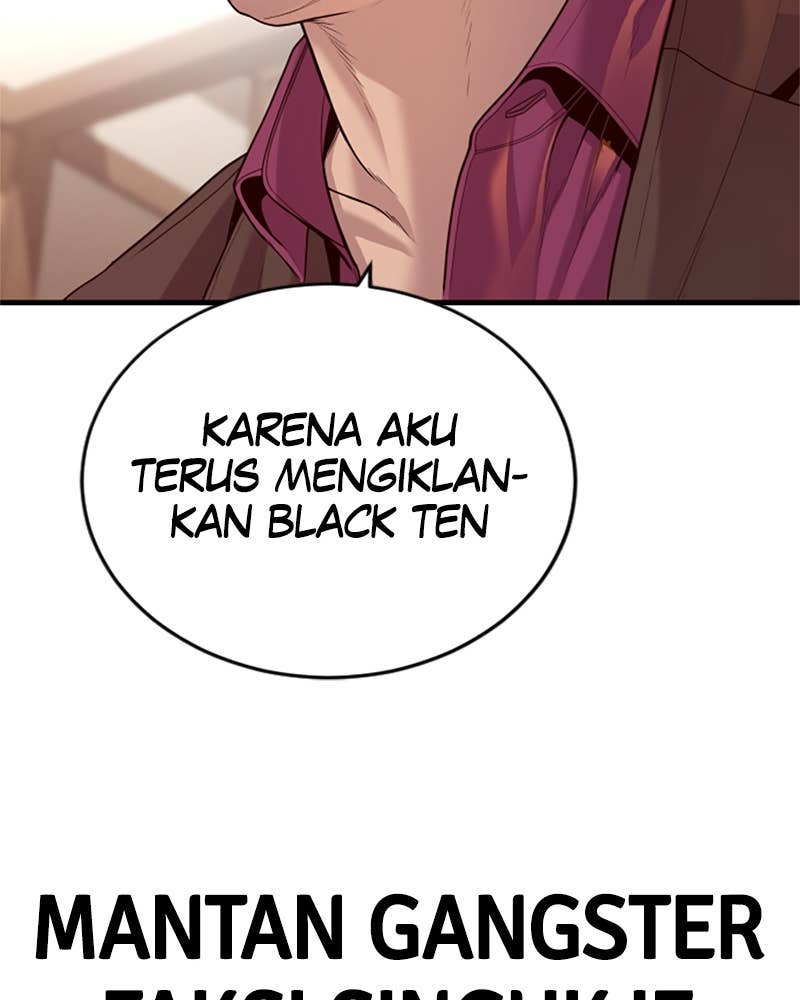 KARENA AKU
TERUS MENGIKLAN-
KAN BLACK TEN
MANTAN GANGSTER